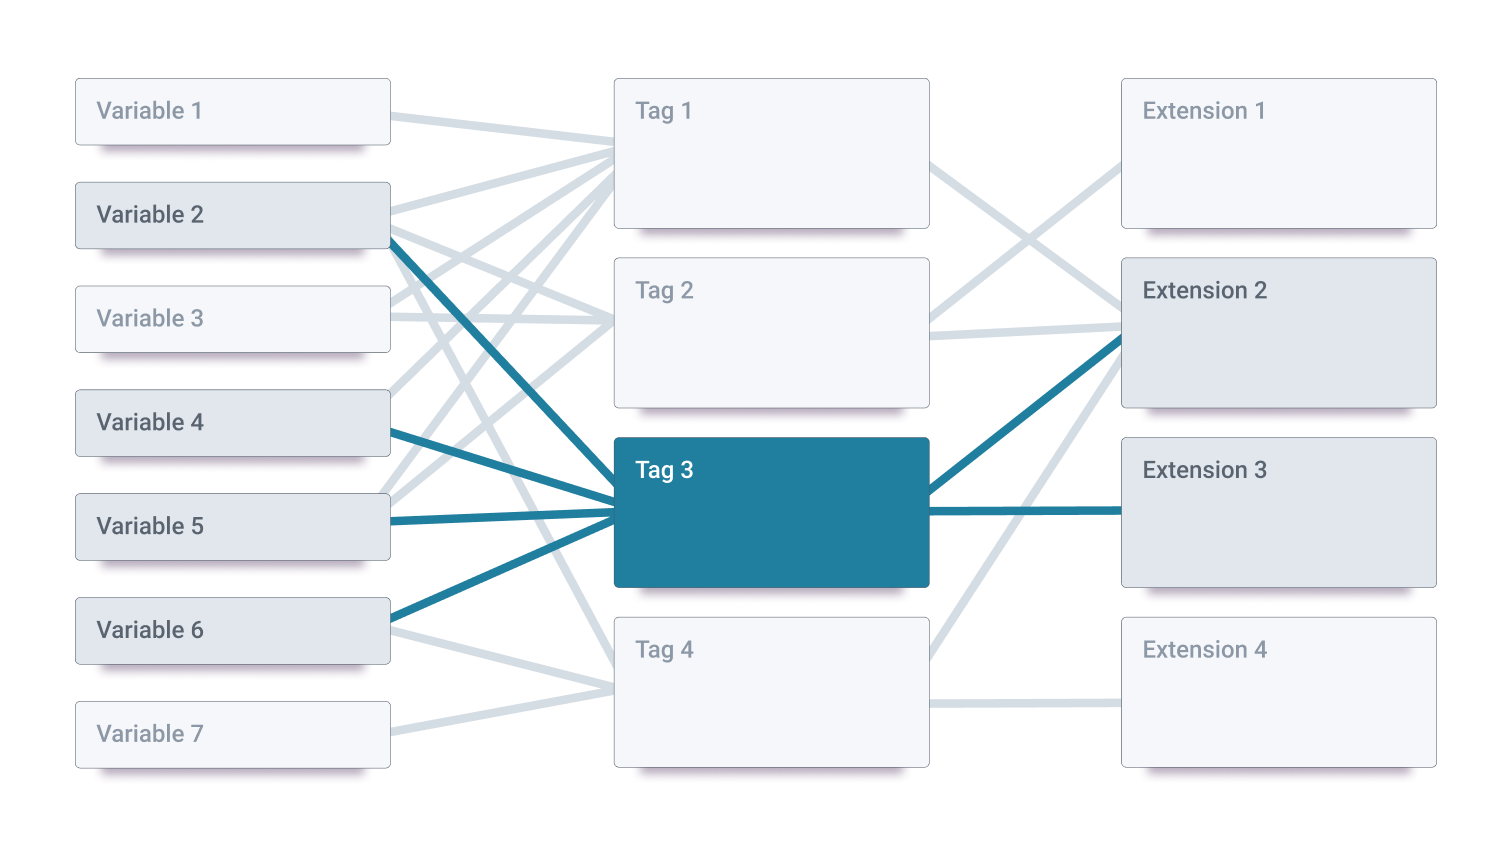 Variable 1
Variable 2
Variable 3
Variable 4
Variable 5
Variable 6
Variable 7
Tag 1
Tag 2
Tag 3
Tag 4
Extension 1
Extension 2
Extension 3
Extension 4